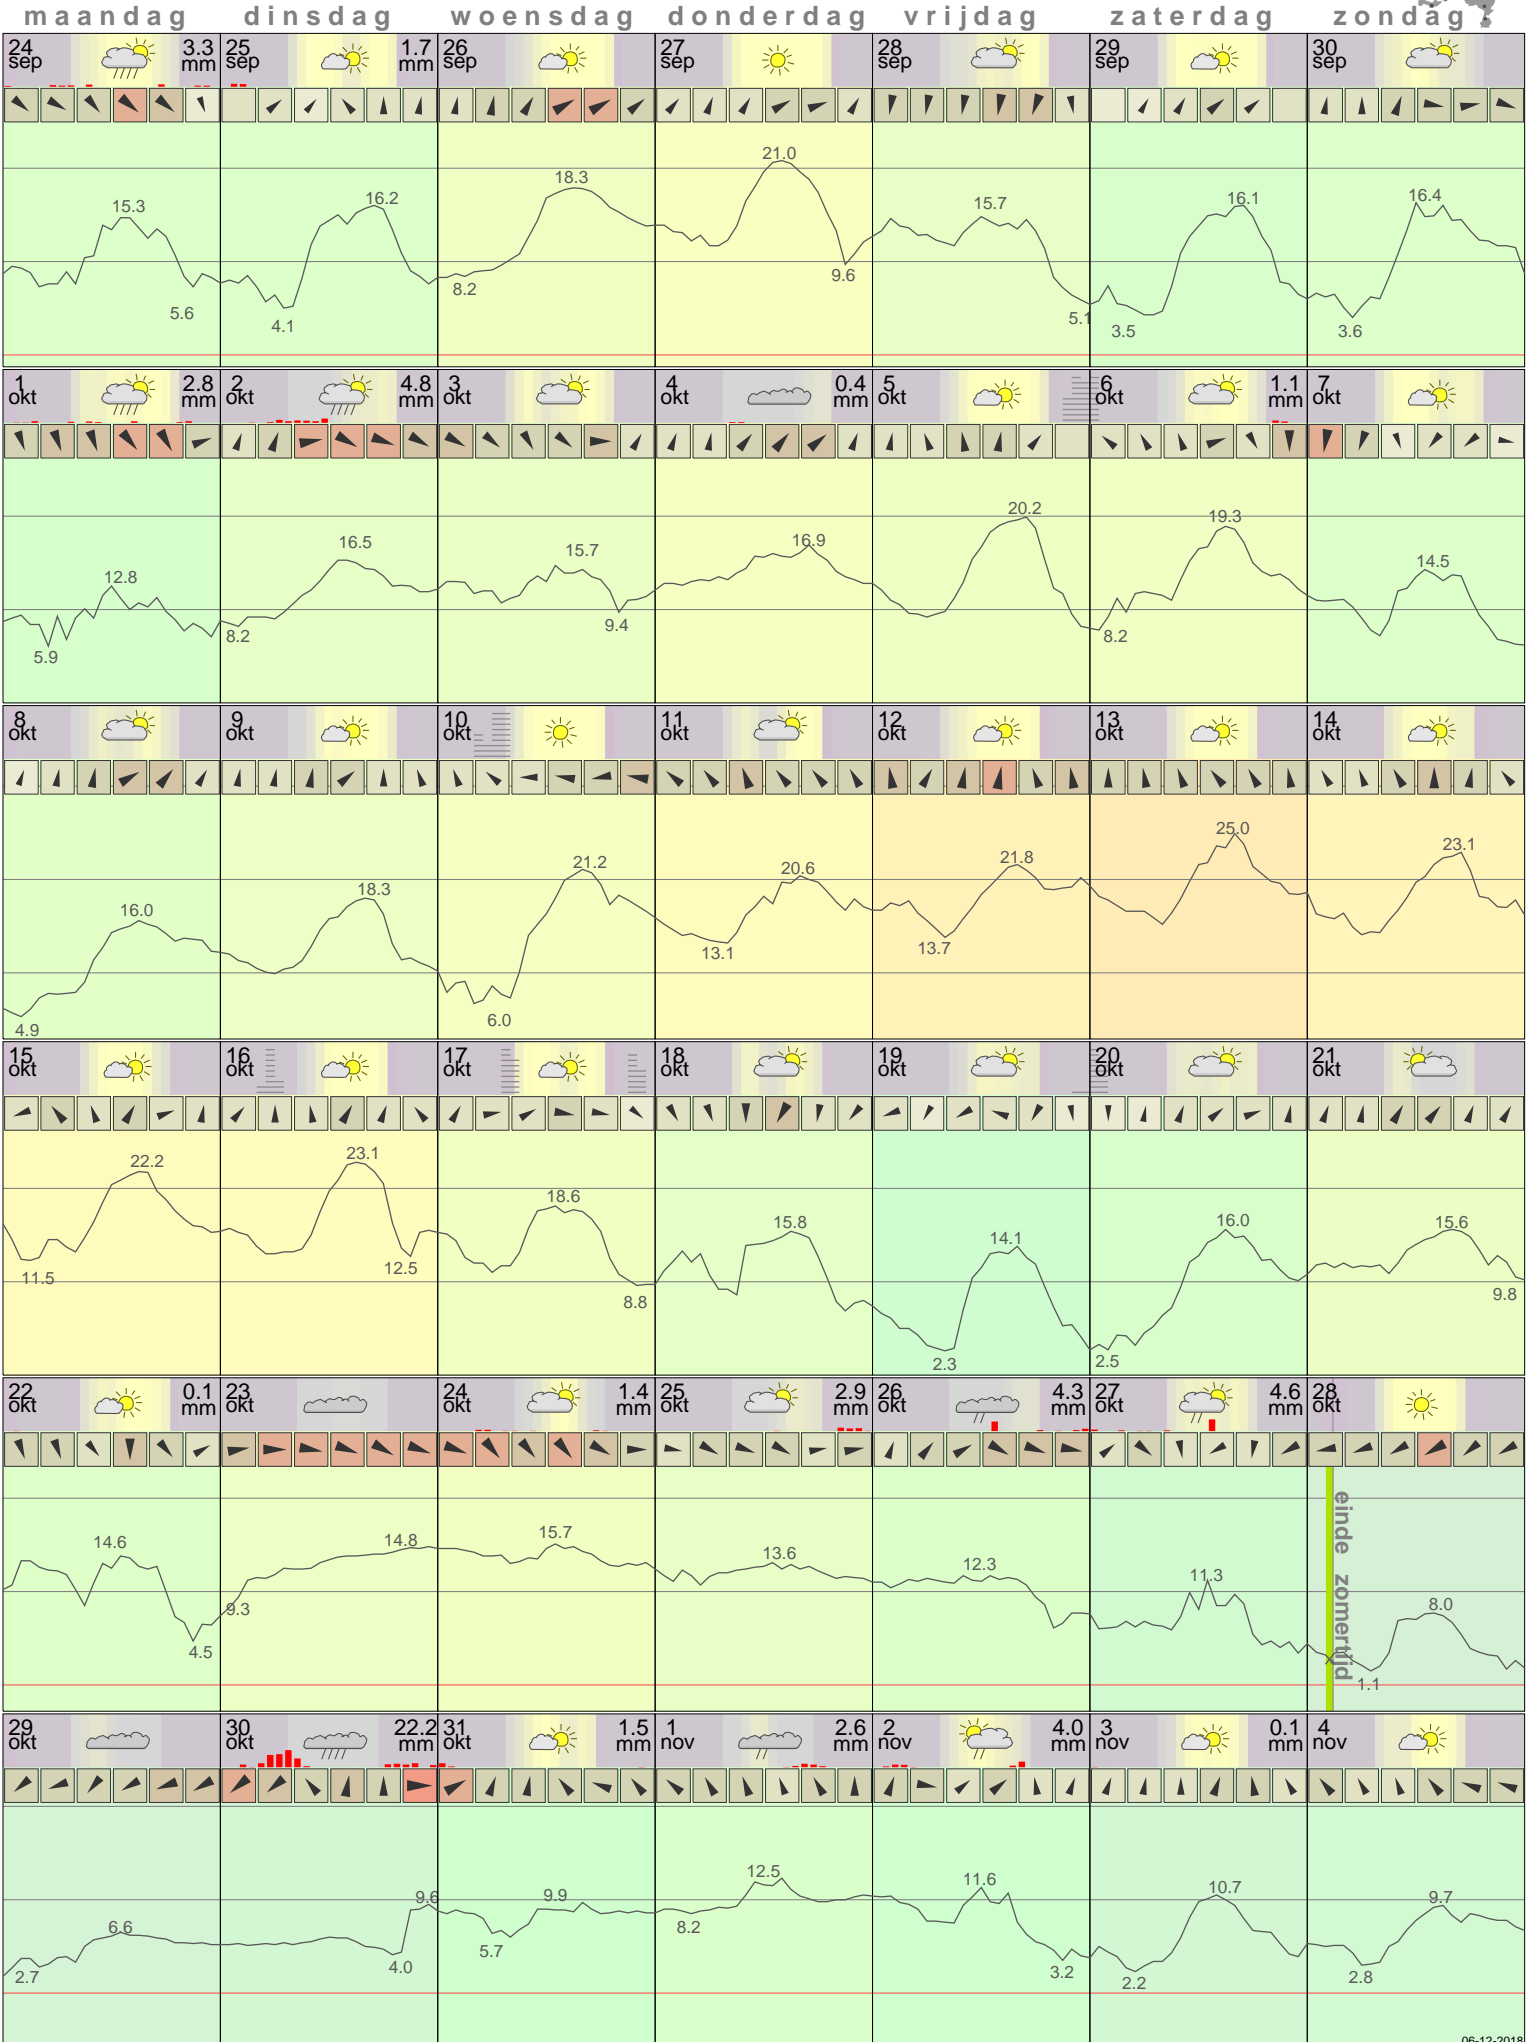 maandag dinsdag woensdag donderdag vrijdag zaterdag zondag
24 sep 3.3 mm 25 sep 1.7 mm 26 sep 27 sep 28 sep 29 sep 30 sep
15.3 5.6 4.1 16.2 8.2 18.3 21.0 9.6 15.7 5.1 3.5 16.1 3.6 16.4
1 okt 2.8 mm 2 okt 4.8 mm 3 okt 4 okt 0.4 mm 5 okt 6 okt 1.1 mm 7 okt
5.9 12.8 8.2 16.5 15.7 9.4 16.9 20.2 8.2 19.3 14.5
8 okt 9 okt 10 okt 11 okt 12 okt 13 okt 14 okt
4.9 16.0 18.3 6.0 21.2 13.1 20.6 13.7 21.8 25.0 23.1
15 okt 16 okt 17 okt 18 okt 19 okt 20 okt 21 okt
11.5 22.2 23.1 12.5 18.6 8.8 15.8 2.3 14.1 2.5 16.0 15.6 9.8
22 okt 0.1 mm 23 okt 24 okt 1.4 mm 25 okt 2.9 mm 26 okt 4.3 mm 27 okt 4.6 mm 28 okt
14.6 4.5 9.3 14.8 15.7 13.6 12.3 11.3 1.1 8.0
einde zomertijd
29 okt 30 okt 22.2 mm 31 okt 1.5 mm 1 nov 2.6 mm 2 nov 4.0 mm 3 nov 0.1 mm 4 nov
2.7 6.6 4.0 9.6 5.7 9.9 8.2 12.5 11.6 3.2 2.2 10.7 2.8 9.7
06-12-2018